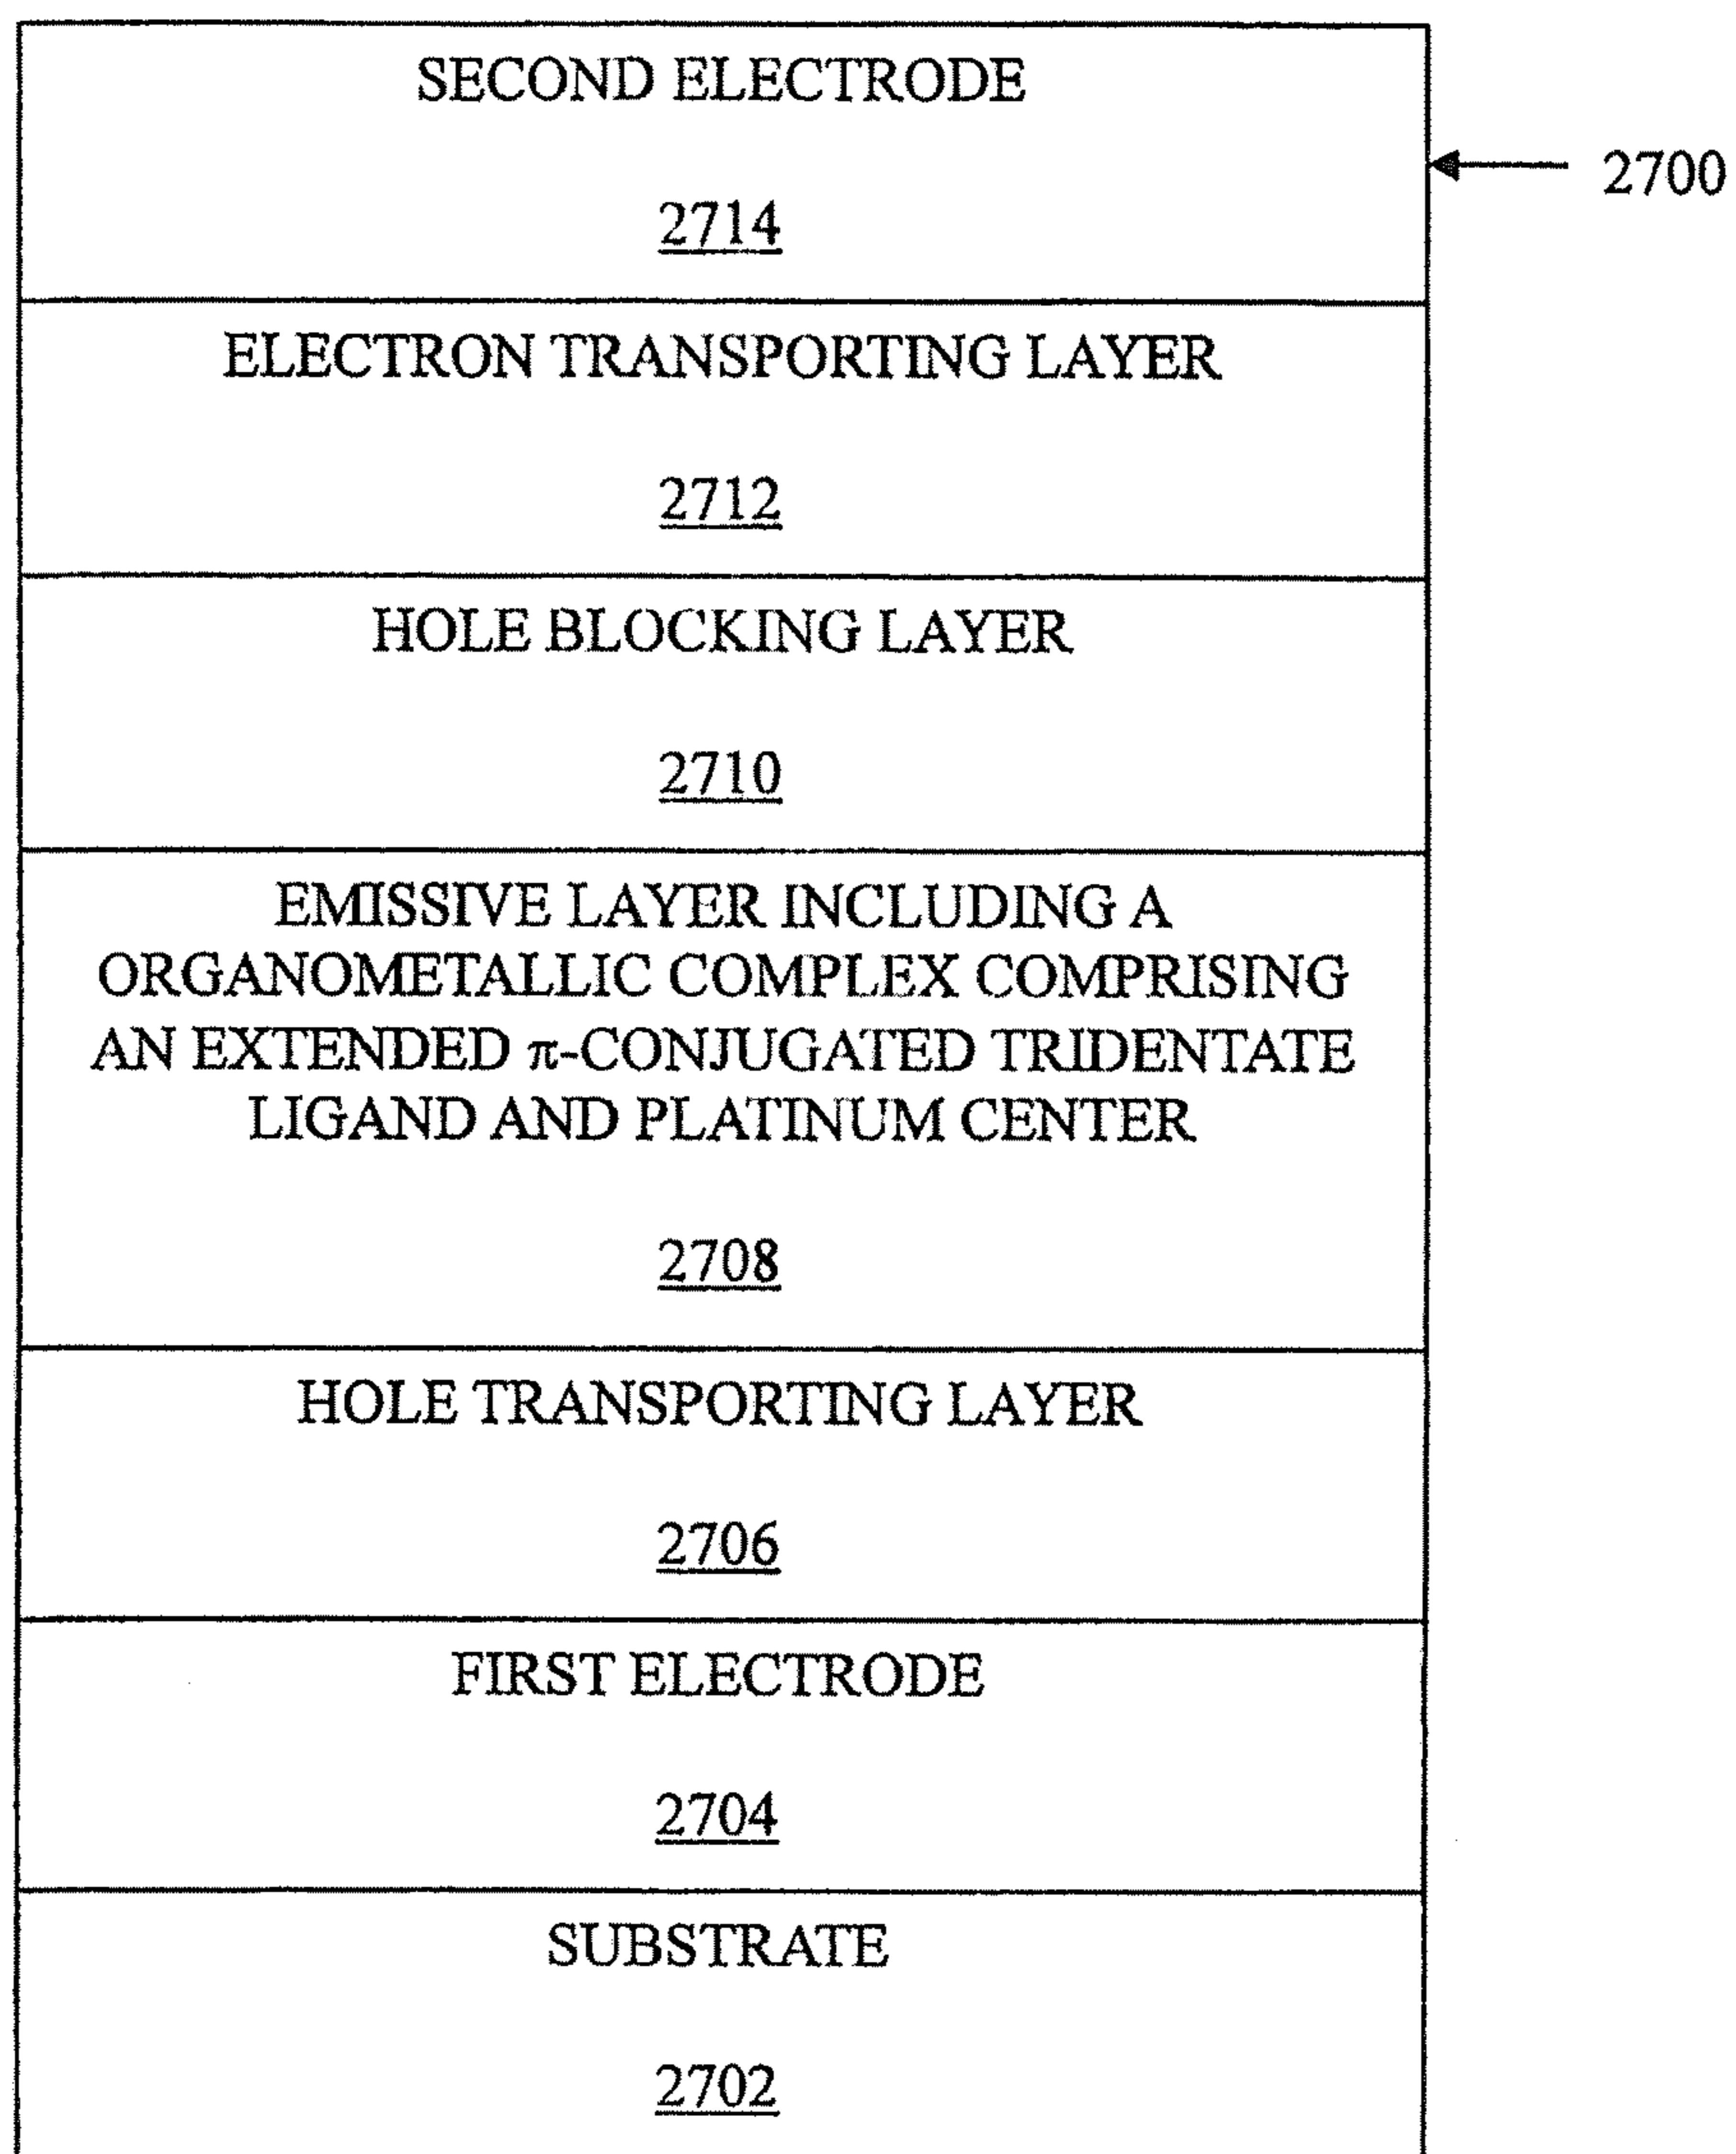 SECOND ELECTRODE
2700
2714
ELECTRON TRANSPORTING LAYER
2712
HOLE BLOCKING LAYER
2710
EMISSIVE LAYER INCLUDING A
ORGANOMETALLIC COMPLEX COMPRISING
AN EXTENDED π-CONJUGATED TRIDENTATE
LIGAND AND PLATINUM CENTER
2708
HOLE TRANSPORTING LAYER
2706
FIRST ELECTRODE
2704
SUBSTRATE
2702